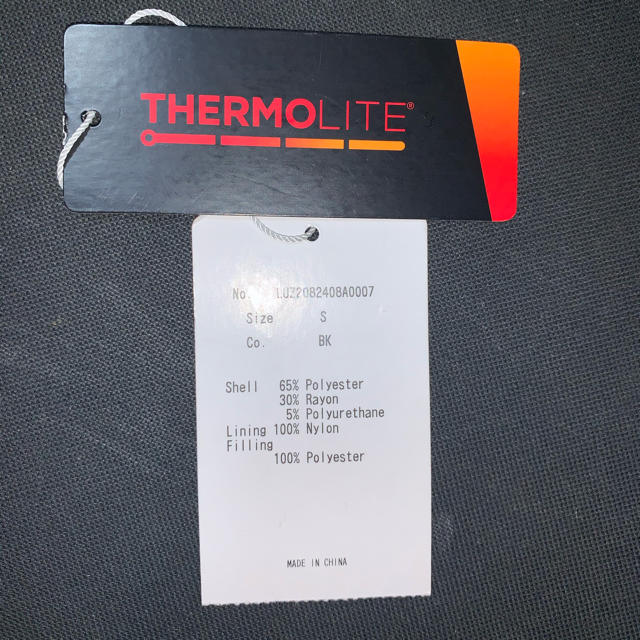 THERMOLITE®
No. LUZ2082408A0007
Size S
Co. BK
Shell 65% Polyester
30% Rayon
5% Polyurethane
Lining 100% Nylon
Filling
100% Polyester
MADE IN CHINA